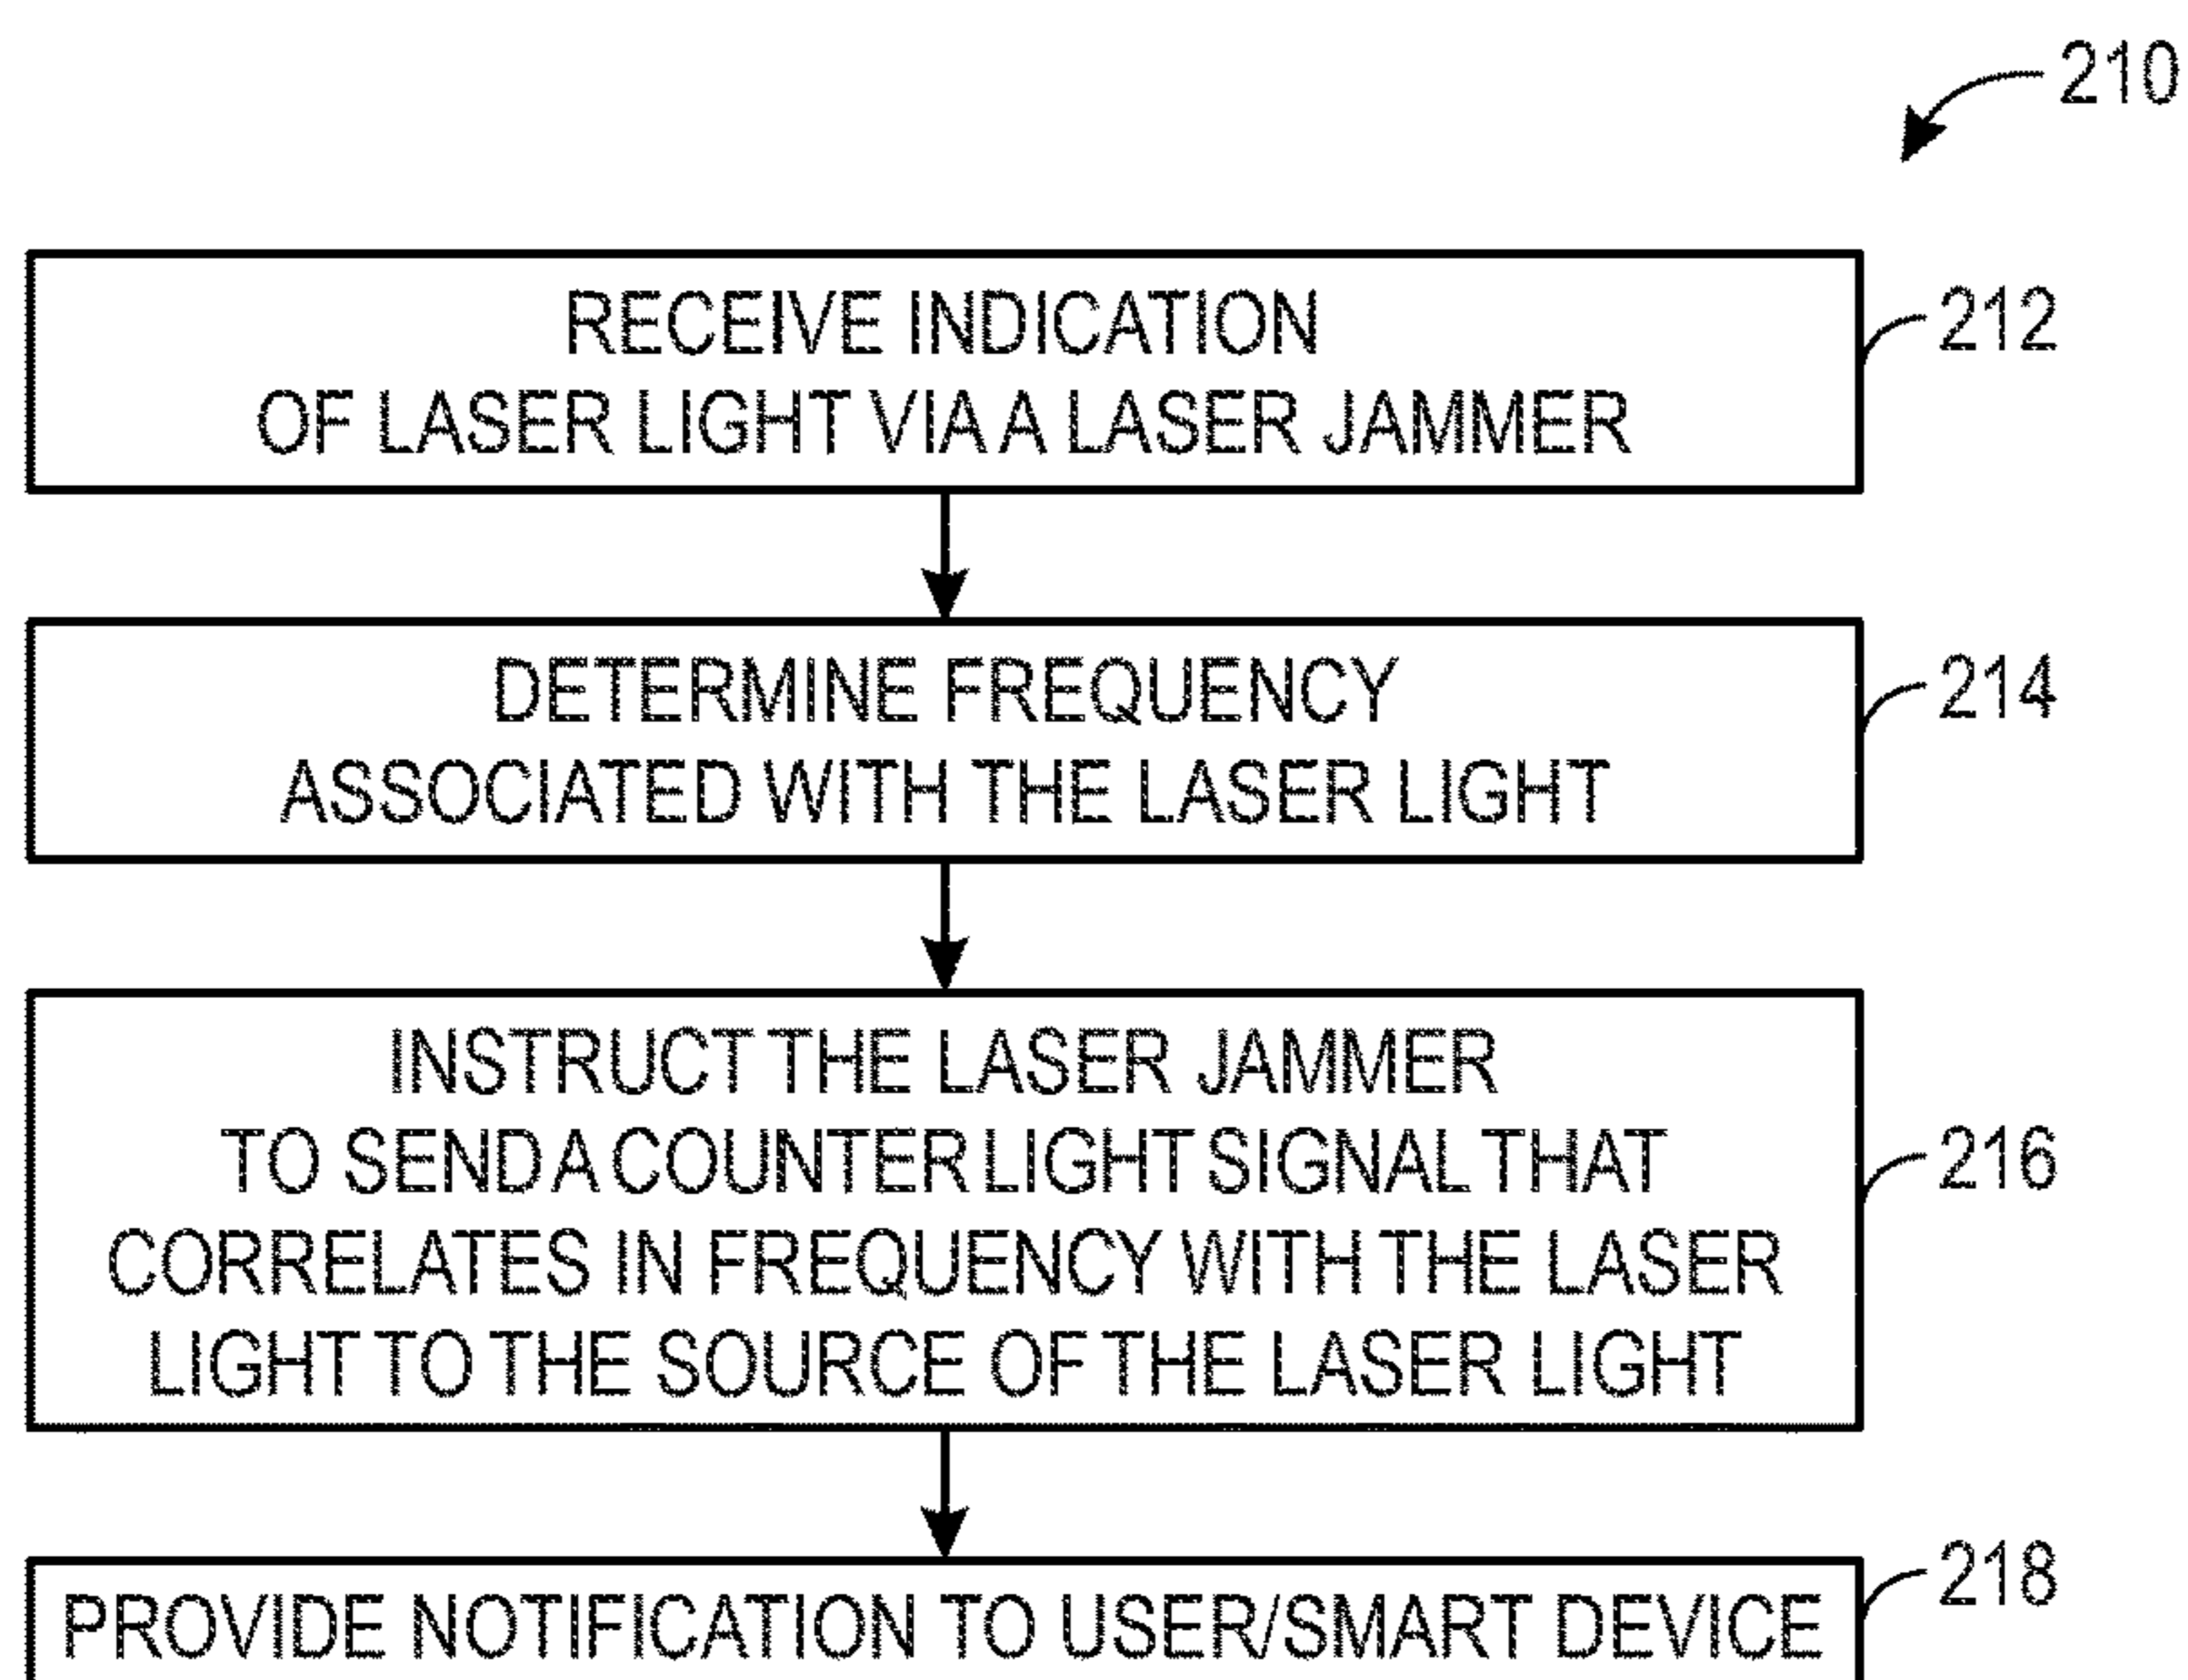 210
RECEIVE INDICATION
OF LASER LIGHT VIA A LASER JAMMER
212
DETERMINE FREQUENCY
ASSOCIATED WITH THE LASER LIGHT
214
INSTRUCT THE LASER JAMMER
TO SEND A COUNTER LIGHT SIGNAL THAT
CORRELATES IN FREQUENCY WITH THE LASER
LIGHT TO THE SOURCE OF THE LASER LIGHT
216
PROVIDE NOTIFICATION TO USER/SMART DEVICE
218